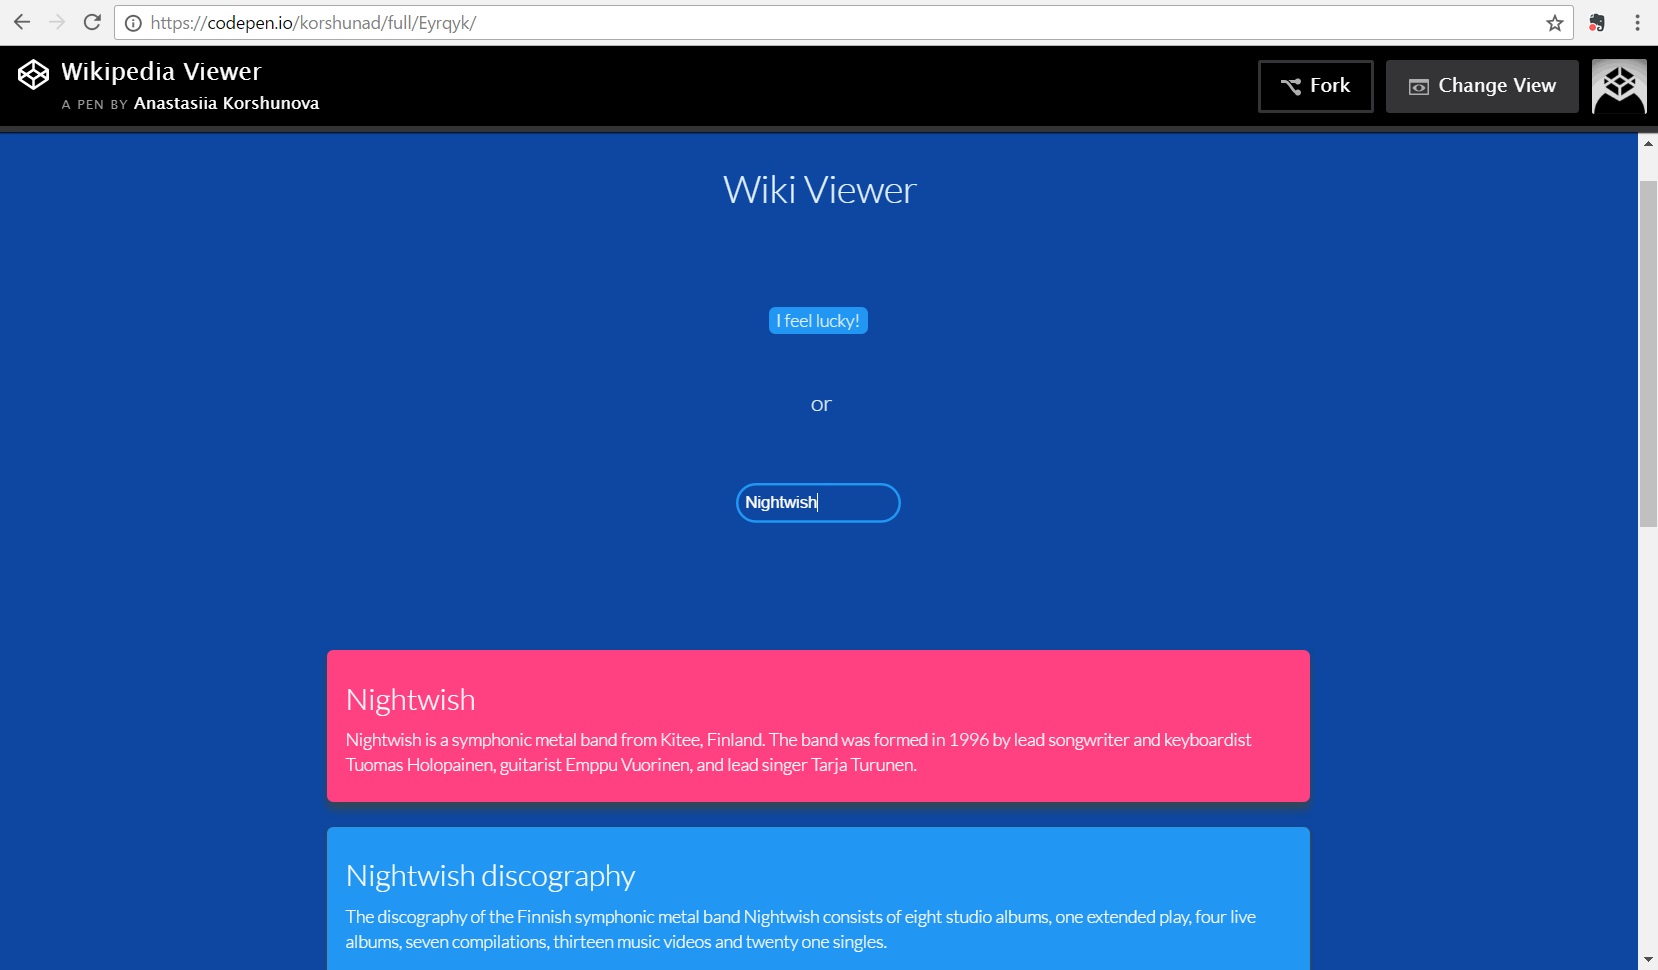 https://codepen.io/korshunad/full/Eyrqyk/
Wikipedia Viewer
A PEN BY Anastasiia Korshunova
Fork
Change View
Wiki Viewer
I feel lucky!
or
Nightwish
Nightwish
Nightwish is a symphonic metal band from Kitee, Finland. The band was formed in 1996 by lead songwriter and keyboardist
Tuomas Holopainen, guitarist Emppu Vuorinen, and lead singer Tarja Turunen.
Nightwish discography
The discography of the Finnish symphonic metal band Nightwish consists of eight studio albums, one extended play, four live
albums, seven compilations, thirteen music videos and twenty one singles.